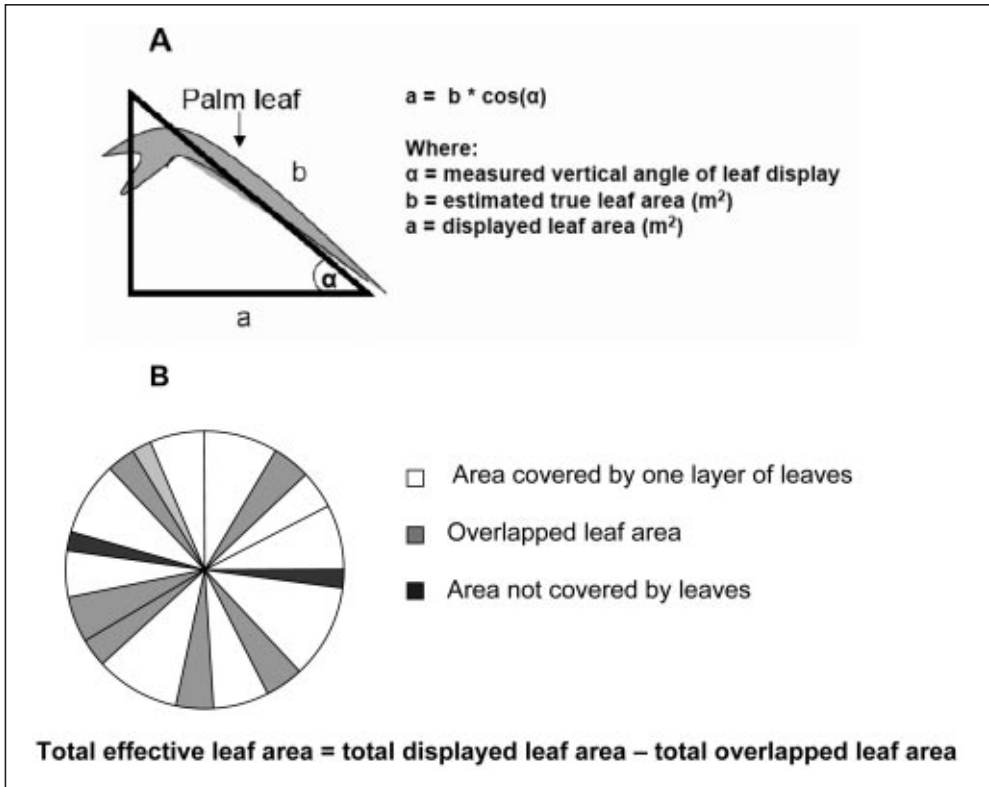 A
Palm leaf
b
α
a
a = b * cos(α)
Where:
α = measured vertical angle of leaf display
b = estimated true leaf area (m²)
a = displayed leaf area (m²)
B
Area covered by one layer of leaves
Overlapped leaf area
Area not covered by leaves
Total effective leaf area = total displayed leaf area – total overlapped leaf area